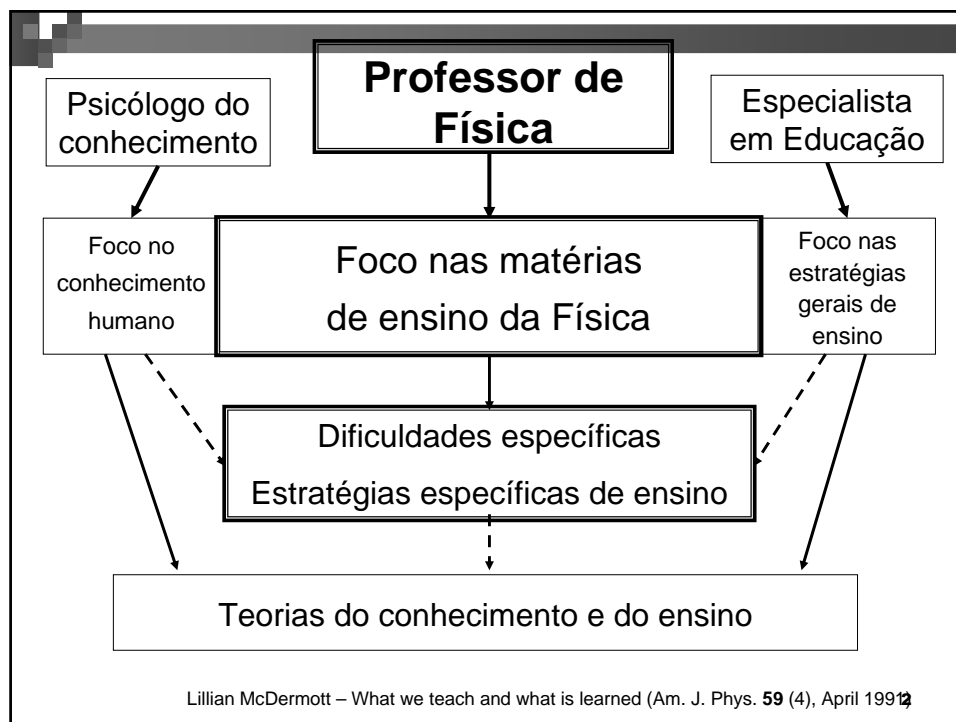 Professor de
Física
Psicólogo do
conhecimento
Especialista
em Educação
Foco no
conhecimento
humano
Foco nas matérias
de ensino da Física
Foco nas
estratégias
gerais de
ensino
Dificuldades específicas
Estratégias específicas de ensino
Teorias do conhecimento e do ensino
Lillian McDermott – What we teach and what is learned (Am. J. Phys. 59 (4), April 1991)
2